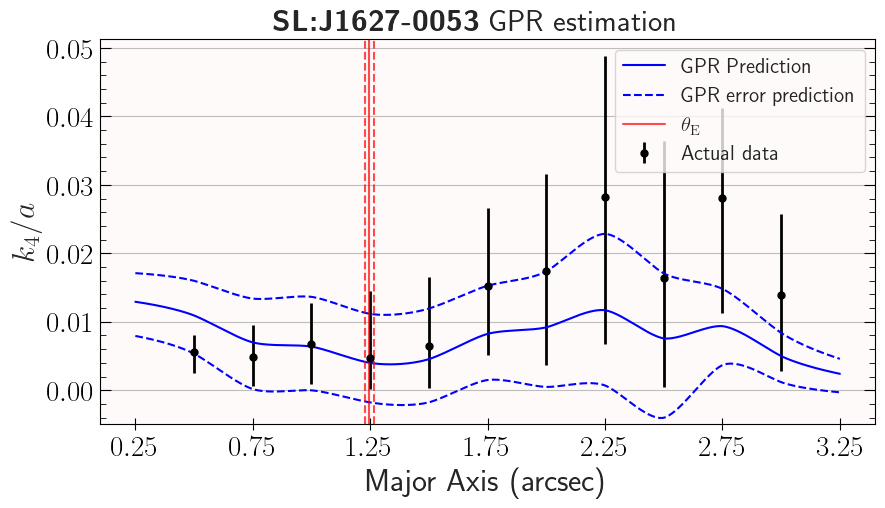 SL:J1627-0053 GPR estimation
0.05
0.04
0.03
0.02
0.01
0.00
k4/a
GPR Prediction
GPR error prediction
θE
Actual data
0.25 0.75 1.25 1.75 2.25 2.75 3.25
Major Axis (arcsec)